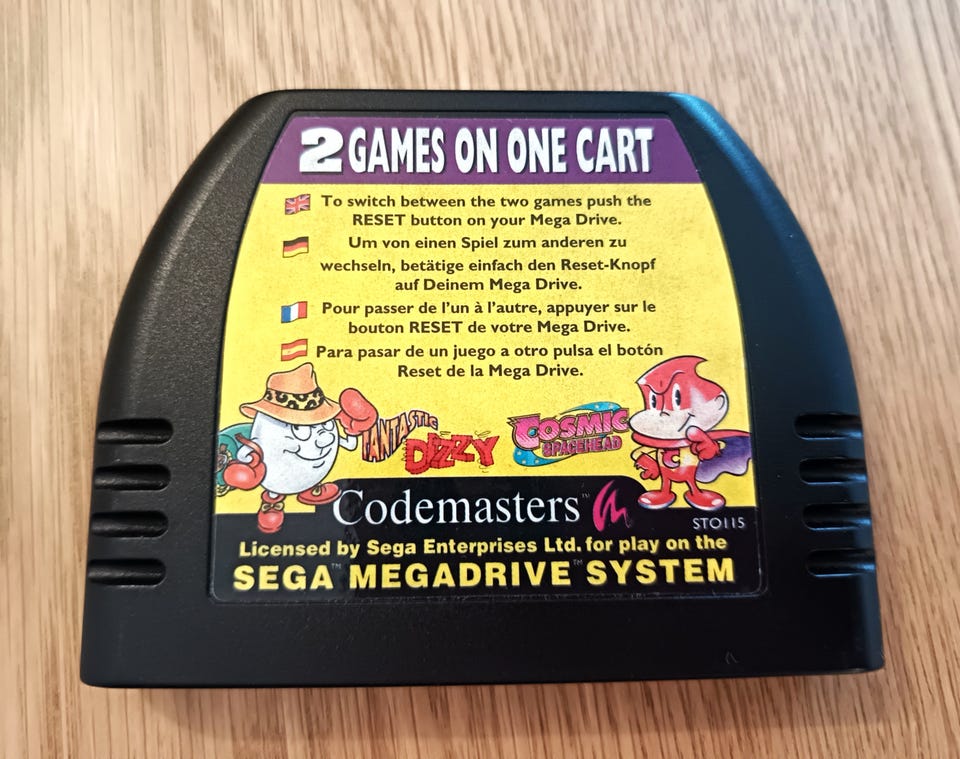 2 GAMES ON ONE CART
To switch between the two games push the
RESET button on your Mega Drive.
Um von einen Spiel zum anderen zu
wechseln, betätige einfach den Reset-Knopf
auf Deinem Mega Drive.
Pour passer de l'un à l'autre, appuyer sur le
bouton RESET de votre Mega Drive.
Para pasar de un juego a otro pulsa el botón
Reset de la Mega Drive.
FANTASTIC
DIZZY
COSMIC
SPACEHEAD
C
Codemasters™
STO115
Licensed by Sega Enterprises Ltd. for play on the
SEGA™ MEGADRIVE™ SYSTEM